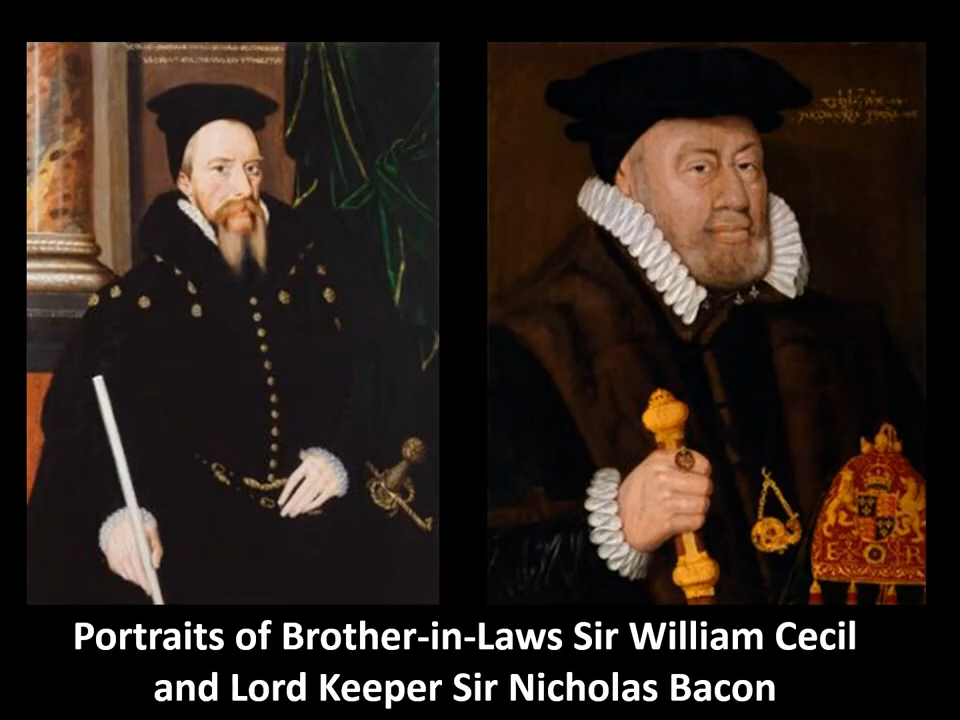 E R
Portraits of Brother-in-Laws Sir William Cecil
and Lord Keeper Sir Nicholas Bacon